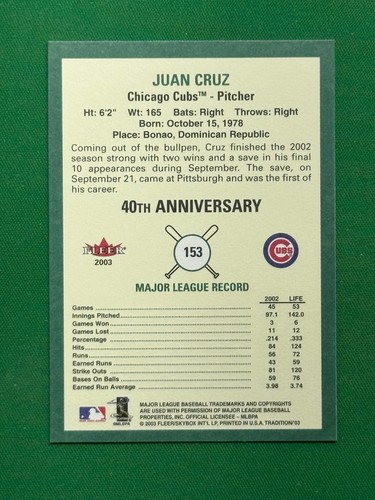 JUAN CRUZ
Chicago Cubs™ - Pitcher
Ht: 6'2" Wt: 165 Bats: Right Throws: Right
Born: October 15, 1978
Place: Bonao, Dominican Republic
Coming out of the bullpen, Cruz finished the 2002
season strong with two wins and a save in his final
10 appearances during September. The save, on
September 21, came at Pittsburgh and was the first of
his career.
40TH ANNIVERSARY
FLEER
2003
153
CUBS
MAJOR LEAGUE RECORD
2002 LIFE
Games 45 53
Innings Pitched 97.1 142.0
Games Won 3 6
Games Lost 11 12
Percentage .214 .333
Hits 84 124
Runs 56 72
Earned Runs 43 59
Strike Outs 81 120
Bases On Balls 59 76
Earned Run Average 3.98 3.74
MAJOR LEAGUE BASEBALL TRADEMARKS AND COPYRIGHTS
ARE USED WITH PERMISSION OF MAJOR LEAGUE BASEBALL
PROPERTIES, INC. OFFICIAL LICENSEE - MLBPA
© 2003 FLEER/SKYBOX INT'L LP, PRINTED IN U.S.A. TRADITION/'03